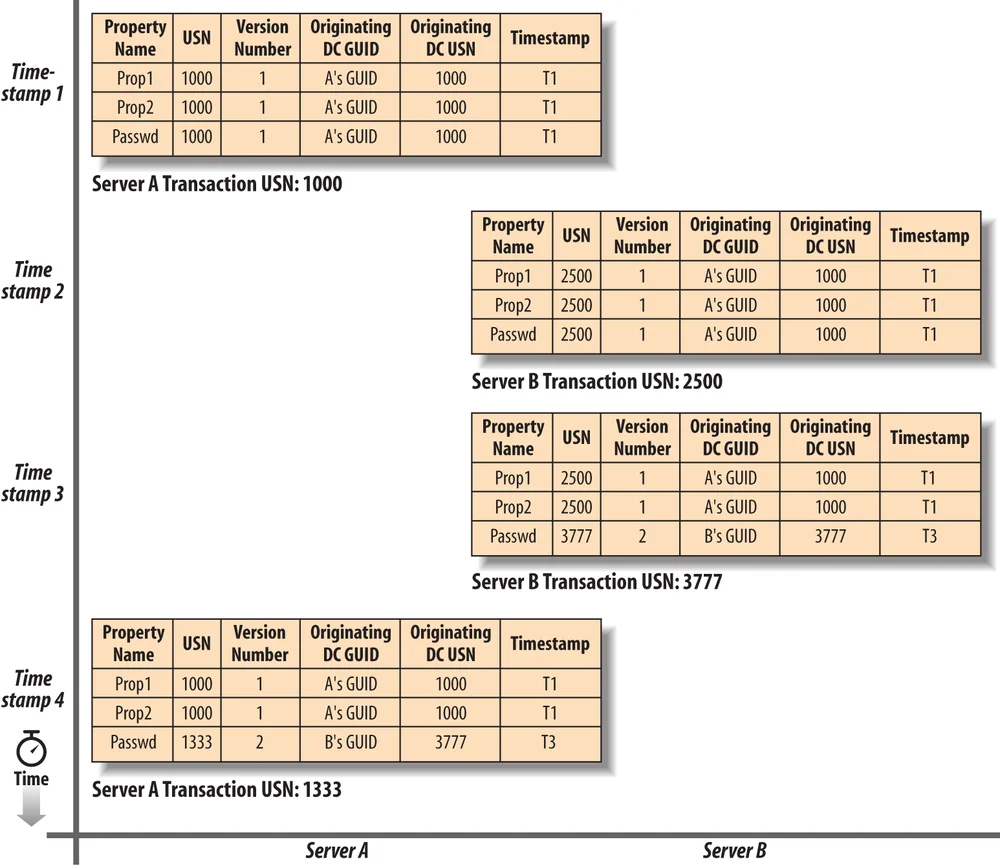 Property Name USN Version Number Originating DC GUID Originating DC USN Timestamp
Time-
stamp 1
Prop1 1000 1 A's GUID 1000 T1
Prop2 1000 1 A's GUID 1000 T1
Passwd 1000 1 A's GUID 1000 T1
Server A Transaction USN: 1000
Property Name USN Version Number Originating DC GUID Originating DC USN Timestamp
Time
stamp 2
Prop1 2500 1 A's GUID 1000 T1
Prop2 2500 1 A's GUID 1000 T1
Passwd 2500 1 A's GUID 1000 T1
Server B Transaction USN: 2500
Property Name USN Version Number Originating DC GUID Originating DC USN Timestamp
Time
stamp 3
Prop1 2500 1 A's GUID 1000 T1
Prop2 2500 1 A's GUID 1000 T1
Passwd 3777 2 B's GUID 3777 T3
Server B Transaction USN: 3777
Property Name USN Version Number Originating DC GUID Originating DC USN Timestamp
Time
stamp 4
Prop1 1000 1 A's GUID 1000 T1
Prop2 1000 1 A's GUID 1000 T1
Passwd 1333 2 B's GUID 3777 T3
Time
Server A Transaction USN: 1333
Server A Server B